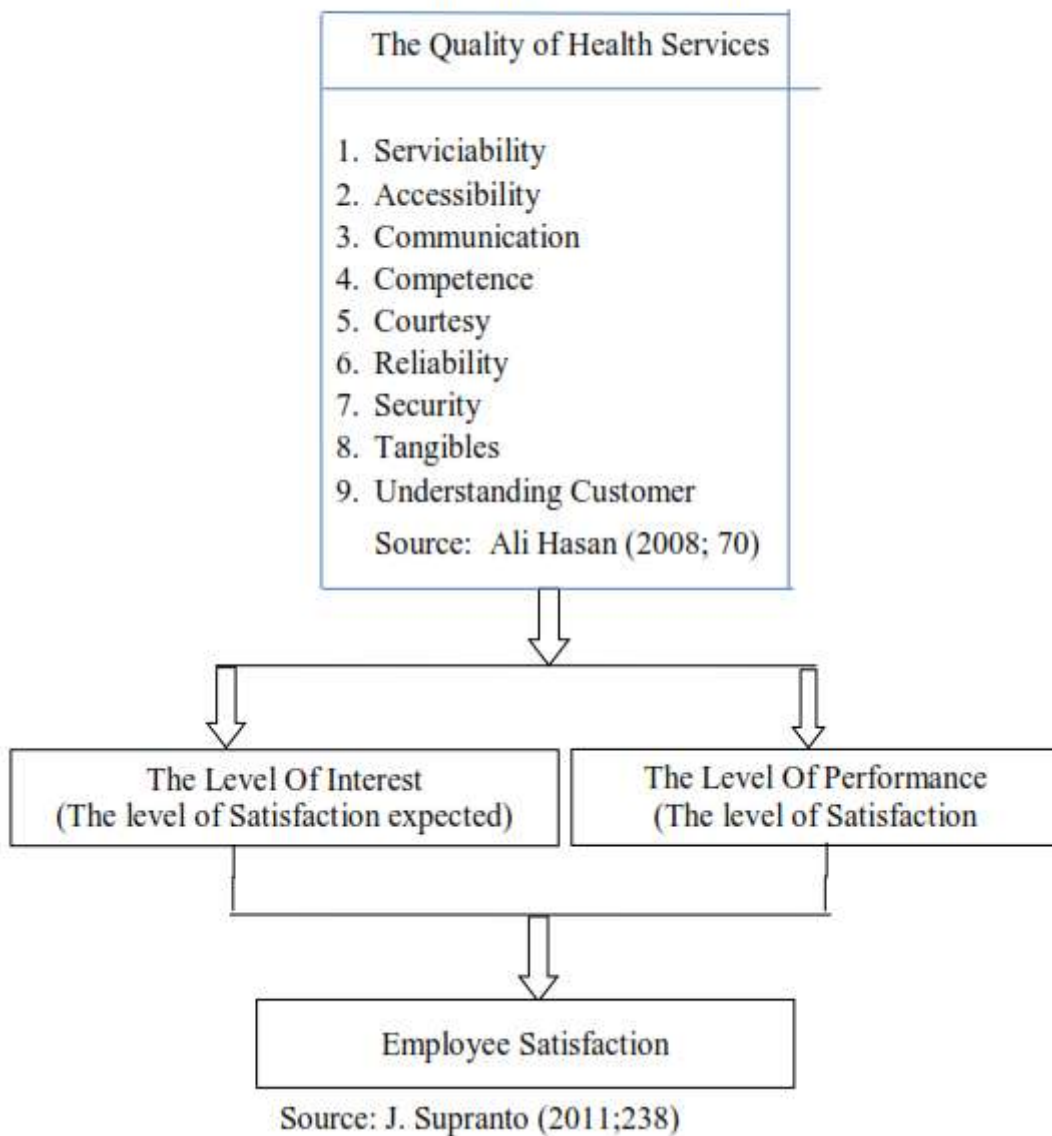 The Quality of Health Services
1. Serviciability
2. Accessibility
3. Communication
4. Competence
5. Courtesy
6. Reliability
7. Security
8. Tangibles
9. Understanding Customer
Source: Ali Hasan (2008; 70)
The Level Of Interest
(The level of Satisfaction expected)
The Level Of Performance
(The level of Satisfaction
Employee Satisfaction
Source: J. Supranto (2011;238)